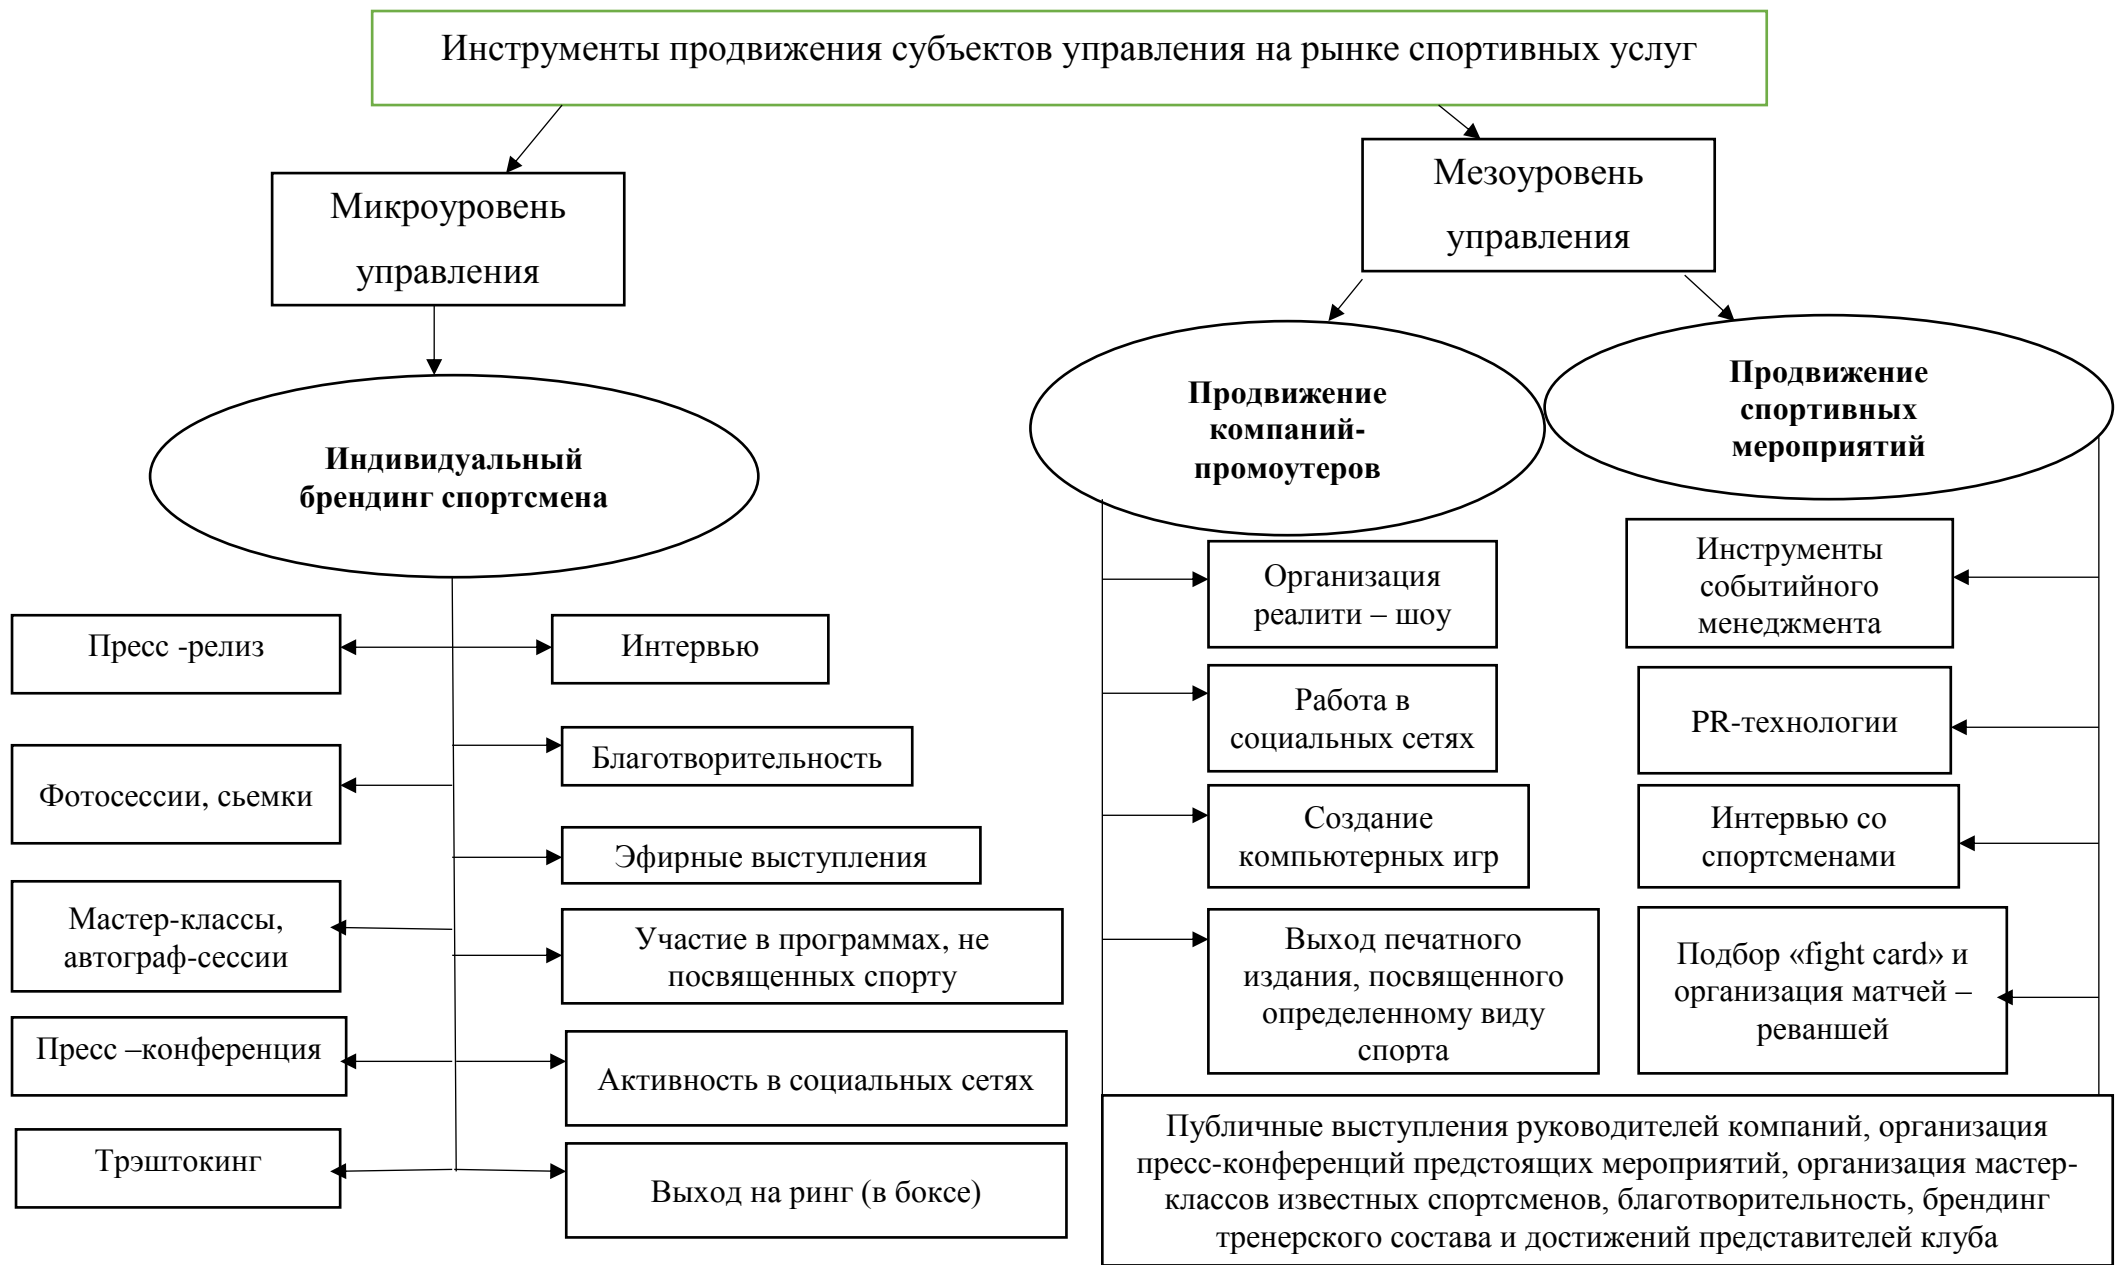 Инструменты продвижения субъектов управления на рынке спортивных услуг
Микроуровень
управления
Мезоуровень
управления
Индивидуальный
брендинг спортсмена
Пресс -релиз
Интервью
Благотворительность
Фотосессии, сьемки
Эфирные выступления
Мастер-классы,
автограф-сессии
Участие в программах, не
посвященных спорту
Пресс –конференция
Активность в социальных сетях
Трэштокинг
Выход на ринг (в боксе)
Продвижение
компаний-
промоутеров
Организация
реалити – шоу
Работа в
социальных сетях
Создание
компьютерных игр
Выход печатного
издания, посвященного
определенному виду
спорта
Продвижение
спортивных
мероприятий
Инструменты
событийного
менеджмента
PR-технологии
Интервью со
спортсменами
Подбор «fight card» и
организация матчей –
реваншей
Публичные выступления руководителей компаний, организация
пресс-конференций предстоящих мероприятий, организация мастер-
классов известных спортсменов, благотворительность, брендинг
тренерского состава и достижений представителей клуба